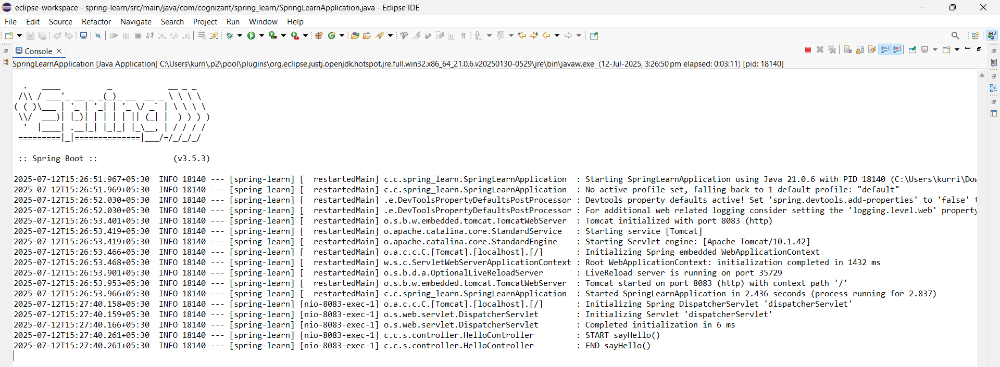 eclipse-workspace - spring-learn/src/main/java/com/cognizant/spring_learn/SpringLearnApplication.java - Eclipse IDE
File Edit Source Refactor Navigate Search Project Run Window Help
Console
SpringLearnApplication [Java Application] C:\Users\kurri\.p2\pool\plugins\org.eclipse.justj.openjdk.hotspot.jre.full.win32.x86_64_21.0.6.v20250130-0529\jre\bin\javaw.exe (12-Jul-2025, 3:26:50 pm elapsed: 0:03:11) [pid: 18140]
  .   ____          _            __ _ _
 /\\ / ___'_ __ _ _(_)_ __  __ _ \ \ \ \
( ( )\___ | '_ | '_| | '_ \/ _` | \ \ \ \
 \\/  ___)| |_)| | | | | || (_| |  ) ) ) )
  '  |____| .__|_| |_|_| |_\__, | / / / /
 =========|_|==============|___/=/_/_/_/
 :: Spring Boot ::                (v3.5.3)
2025-07-12T15:26:51.967+05:30  INFO 18140 --- [spring-learn] [  restartedMain] c.c.spring_learn.SpringLearnApplication  : Starting SpringLearnApplication using Java 21.0.6 with PID 18140 (C:\Users\kurri\Dow
2025-07-12T15:26:51.969+05:30  INFO 18140 --- [spring-learn] [  restartedMain] c.c.spring_learn.SpringLearnApplication  : No active profile set, falling back to 1 default profile: "default"
2025-07-12T15:26:52.030+05:30  INFO 18140 --- [spring-learn] [  restartedMain] .e.DevToolsPropertyDefaultsPostProcessor : Devtools property defaults active! Set 'spring.devtools.add-properties' to 'false' t
2025-07-12T15:26:52.030+05:30  INFO 18140 --- [spring-learn] [  restartedMain] .e.DevToolsPropertyDefaultsPostProcessor : For additional web related logging consider setting the 'logging.level.web' property
2025-07-12T15:26:53.401+05:30  INFO 18140 --- [spring-learn] [  restartedMain] o.s.b.w.embedded.tomcat.TomcatWebServer  : Tomcat initialized with port 8083 (http)
2025-07-12T15:26:53.419+05:30  INFO 18140 --- [spring-learn] [  restartedMain] o.apache.catalina.core.StandardService   : Starting service [Tomcat]
2025-07-12T15:26:53.419+05:30  INFO 18140 --- [spring-learn] [  restartedMain] o.apache.catalina.core.StandardEngine    : Starting Servlet engine: [Apache Tomcat/10.1.42]
2025-07-12T15:26:53.466+05:30  INFO 18140 --- [spring-learn] [  restartedMain] o.a.c.c.C.[Tomcat].[localhost].[/]       : Initializing Spring embedded WebApplicationContext
2025-07-12T15:26:53.468+05:30  INFO 18140 --- [spring-learn] [  restartedMain] w.s.c.ServletWebServerApplicationContext : Root WebApplicationContext: initialization completed in 1432 ms
2025-07-12T15:26:53.901+05:30  INFO 18140 --- [spring-learn] [  restartedMain] o.s.b.d.a.OptionalLiveReloadServer       : LiveReload server is running on port 35729
2025-07-12T15:26:53.953+05:30  INFO 18140 --- [spring-learn] [  restartedMain] o.s.b.w.embedded.tomcat.TomcatWebServer  : Tomcat started on port 8083 (http) with context path '/'
2025-07-12T15:26:53.966+05:30  INFO 18140 --- [spring-learn] [  restartedMain] c.c.spring_learn.SpringLearnApplication  : Started SpringLearnApplication in 2.436 seconds (process running for 2.837)
2025-07-12T15:27:40.158+05:30  INFO 18140 --- [spring-learn] [nio-8083-exec-1] o.a.c.c.C.[Tomcat].[localhost].[/]       : Initializing Spring DispatcherServlet 'dispatcherServlet'
2025-07-12T15:27:40.159+05:30  INFO 18140 --- [spring-learn] [nio-8083-exec-1] o.s.web.servlet.DispatcherServlet        : Initializing Servlet 'dispatcherServlet'
2025-07-12T15:27:40.166+05:30  INFO 18140 --- [spring-learn] [nio-8083-exec-1] o.s.web.servlet.DispatcherServlet        : Completed initialization in 6 ms
2025-07-12T15:27:40.261+05:30  INFO 18140 --- [spring-learn] [nio-8083-exec-1] c.c.s.controller.HelloController         : START sayHello()
2025-07-12T15:27:40.261+05:30  INFO 18140 --- [spring-learn] [nio-8083-exec-1] c.c.s.controller.HelloController         : END sayHello()